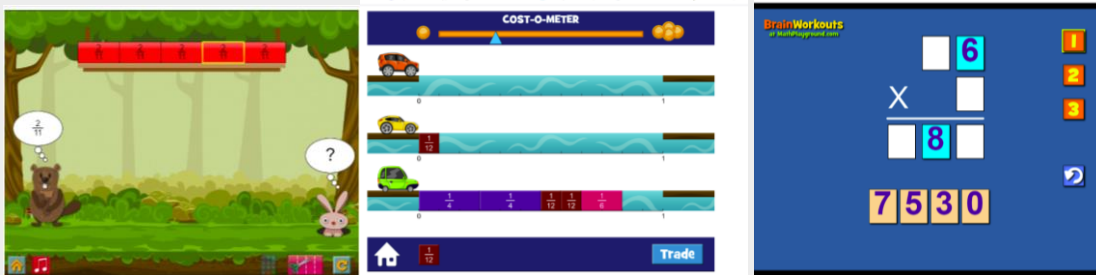 2/11
?
COST-O-METER
0 1
1/12
0 1
1/4 1/4 1/12 1/12 1/6
0 1
1/12
Trade
BrainWorkouts
at MathPlayground.com
6
X
8
7 5 3 0
1
2
3